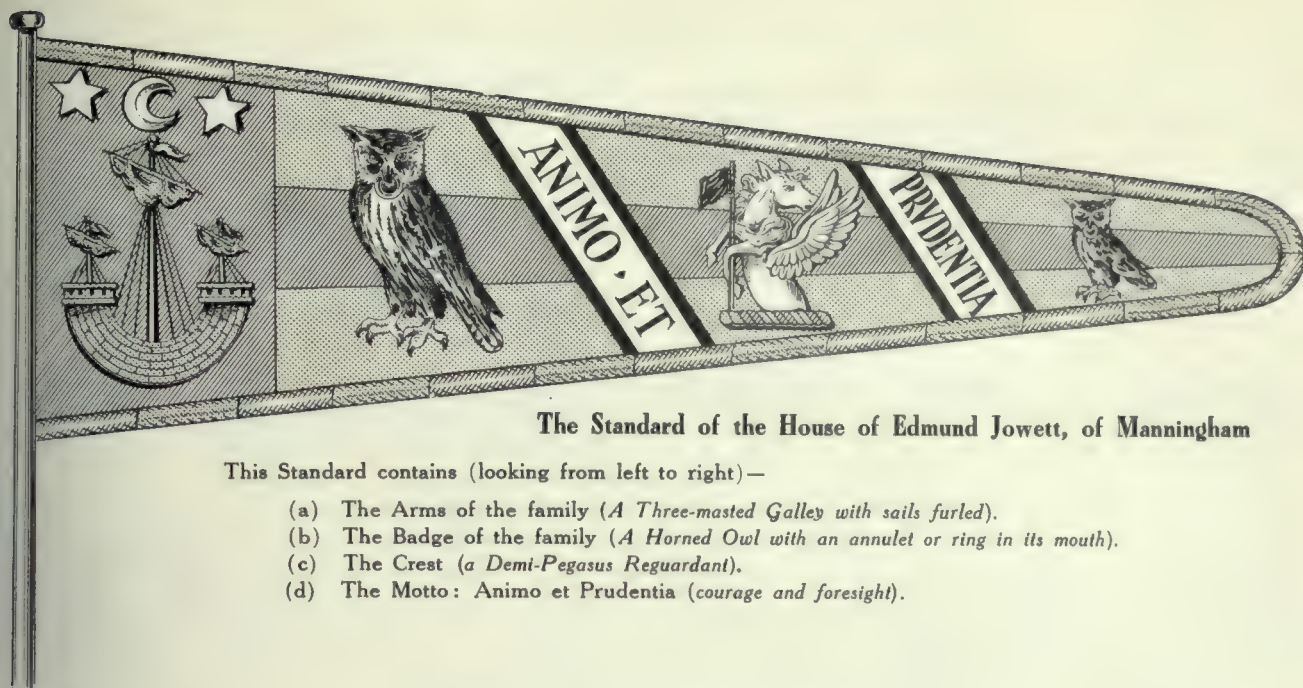 ANIMO · ET
PRVDENTIA
The Standard of the House of Edmund Jowett, of Manningham
This Standard contains (looking from left to right)—
(a) The Arms of the family (A Three-masted Galley with sails furled).
(b) The Badge of the family (A Horned Owl with an annulet or ring in its mouth).
(c) The Crest (a Demi-Pegasus Reguardant).
(d) The Motto: Animo et Prudentia (courage and foresight).